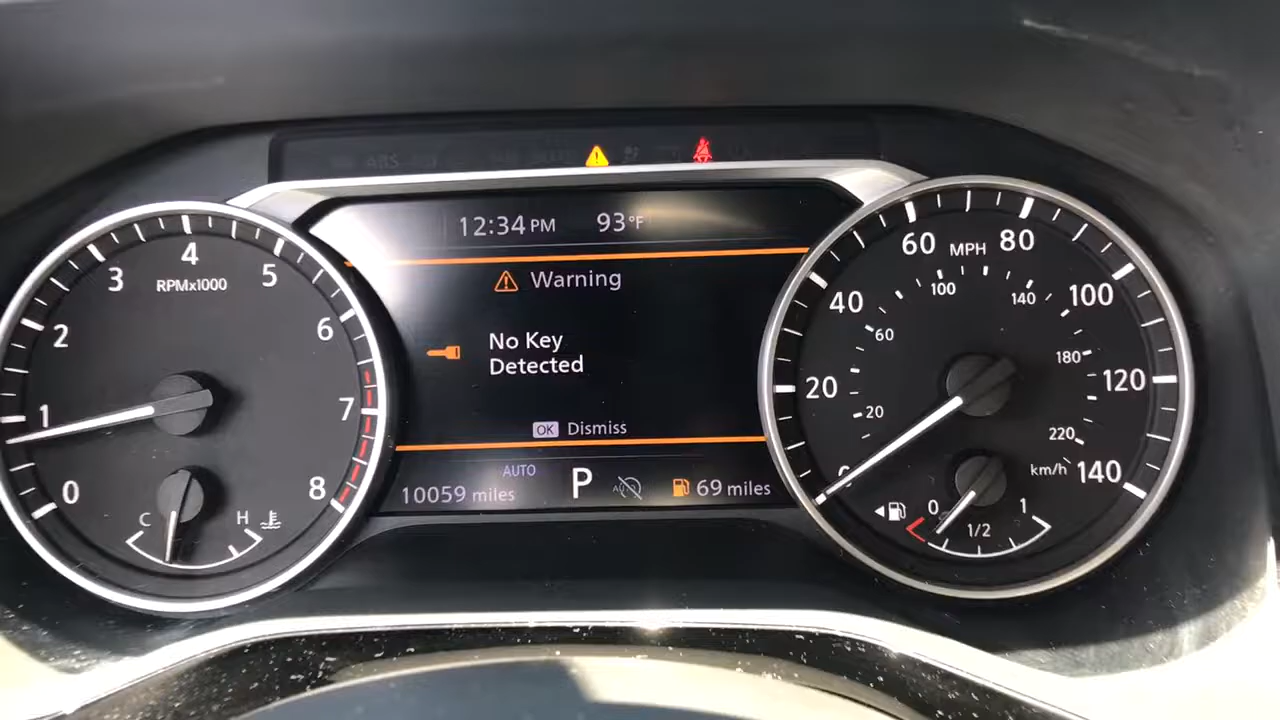 ABS
12:34 PM 93°F
Warning
No Key
Detected
OK Dismiss
AUTO
10059 miles P AUTO 69 miles
0 1 2 3 4 5 6 7 8
RPMx1000
C H
20 40 60 80 100 120 140
MPH
20 60 100 140 180 220
km/h
0 1/2 1